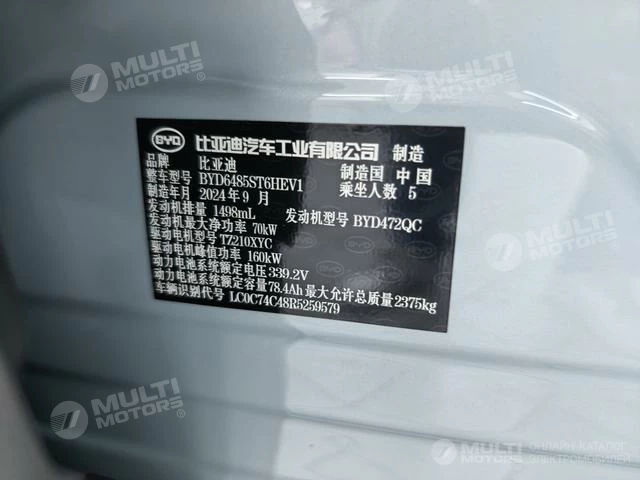 MULTI MOTORS
MULTI MOTORS
BYD 比亚迪汽车工业有限公司 制造
品牌 比亚迪 制造国 中国
整车型号 BYD6485ST6HEV1 乘坐人数 5
制造年月 2024年9月
发动机排量 1498mL 发动机型号 BYD472QC
发动机最大净功率 70kW
驱动电机型号 TZ210XYC
驱动电机峰值功率 160kW
动力电池系统额定电压 339.2V
动力电池系统额定容量 78.4Ah 最大允许总质量 2375kg
车辆识别代号 LC0C74C48R5259579
MULTI MOTORS
MULTI MOTORS
ОНЛАЙН-КАТАЛОГ
ЭЛЕКТРОМОБИЛЕЙ